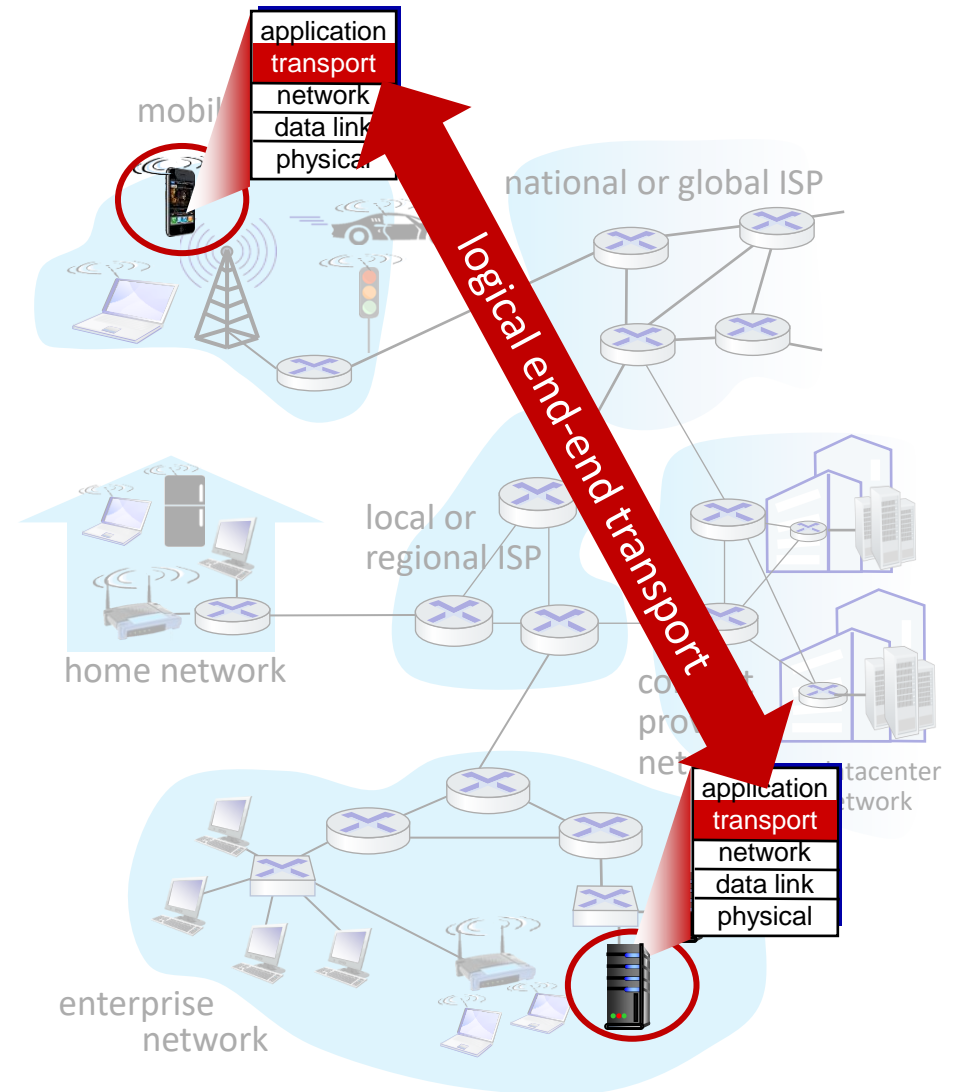 application
transport
network
data link
physical
national or global ISP
logical end-end transport
local or
regional ISP
home network
application
transport
network
data link
physical
enterprise
network